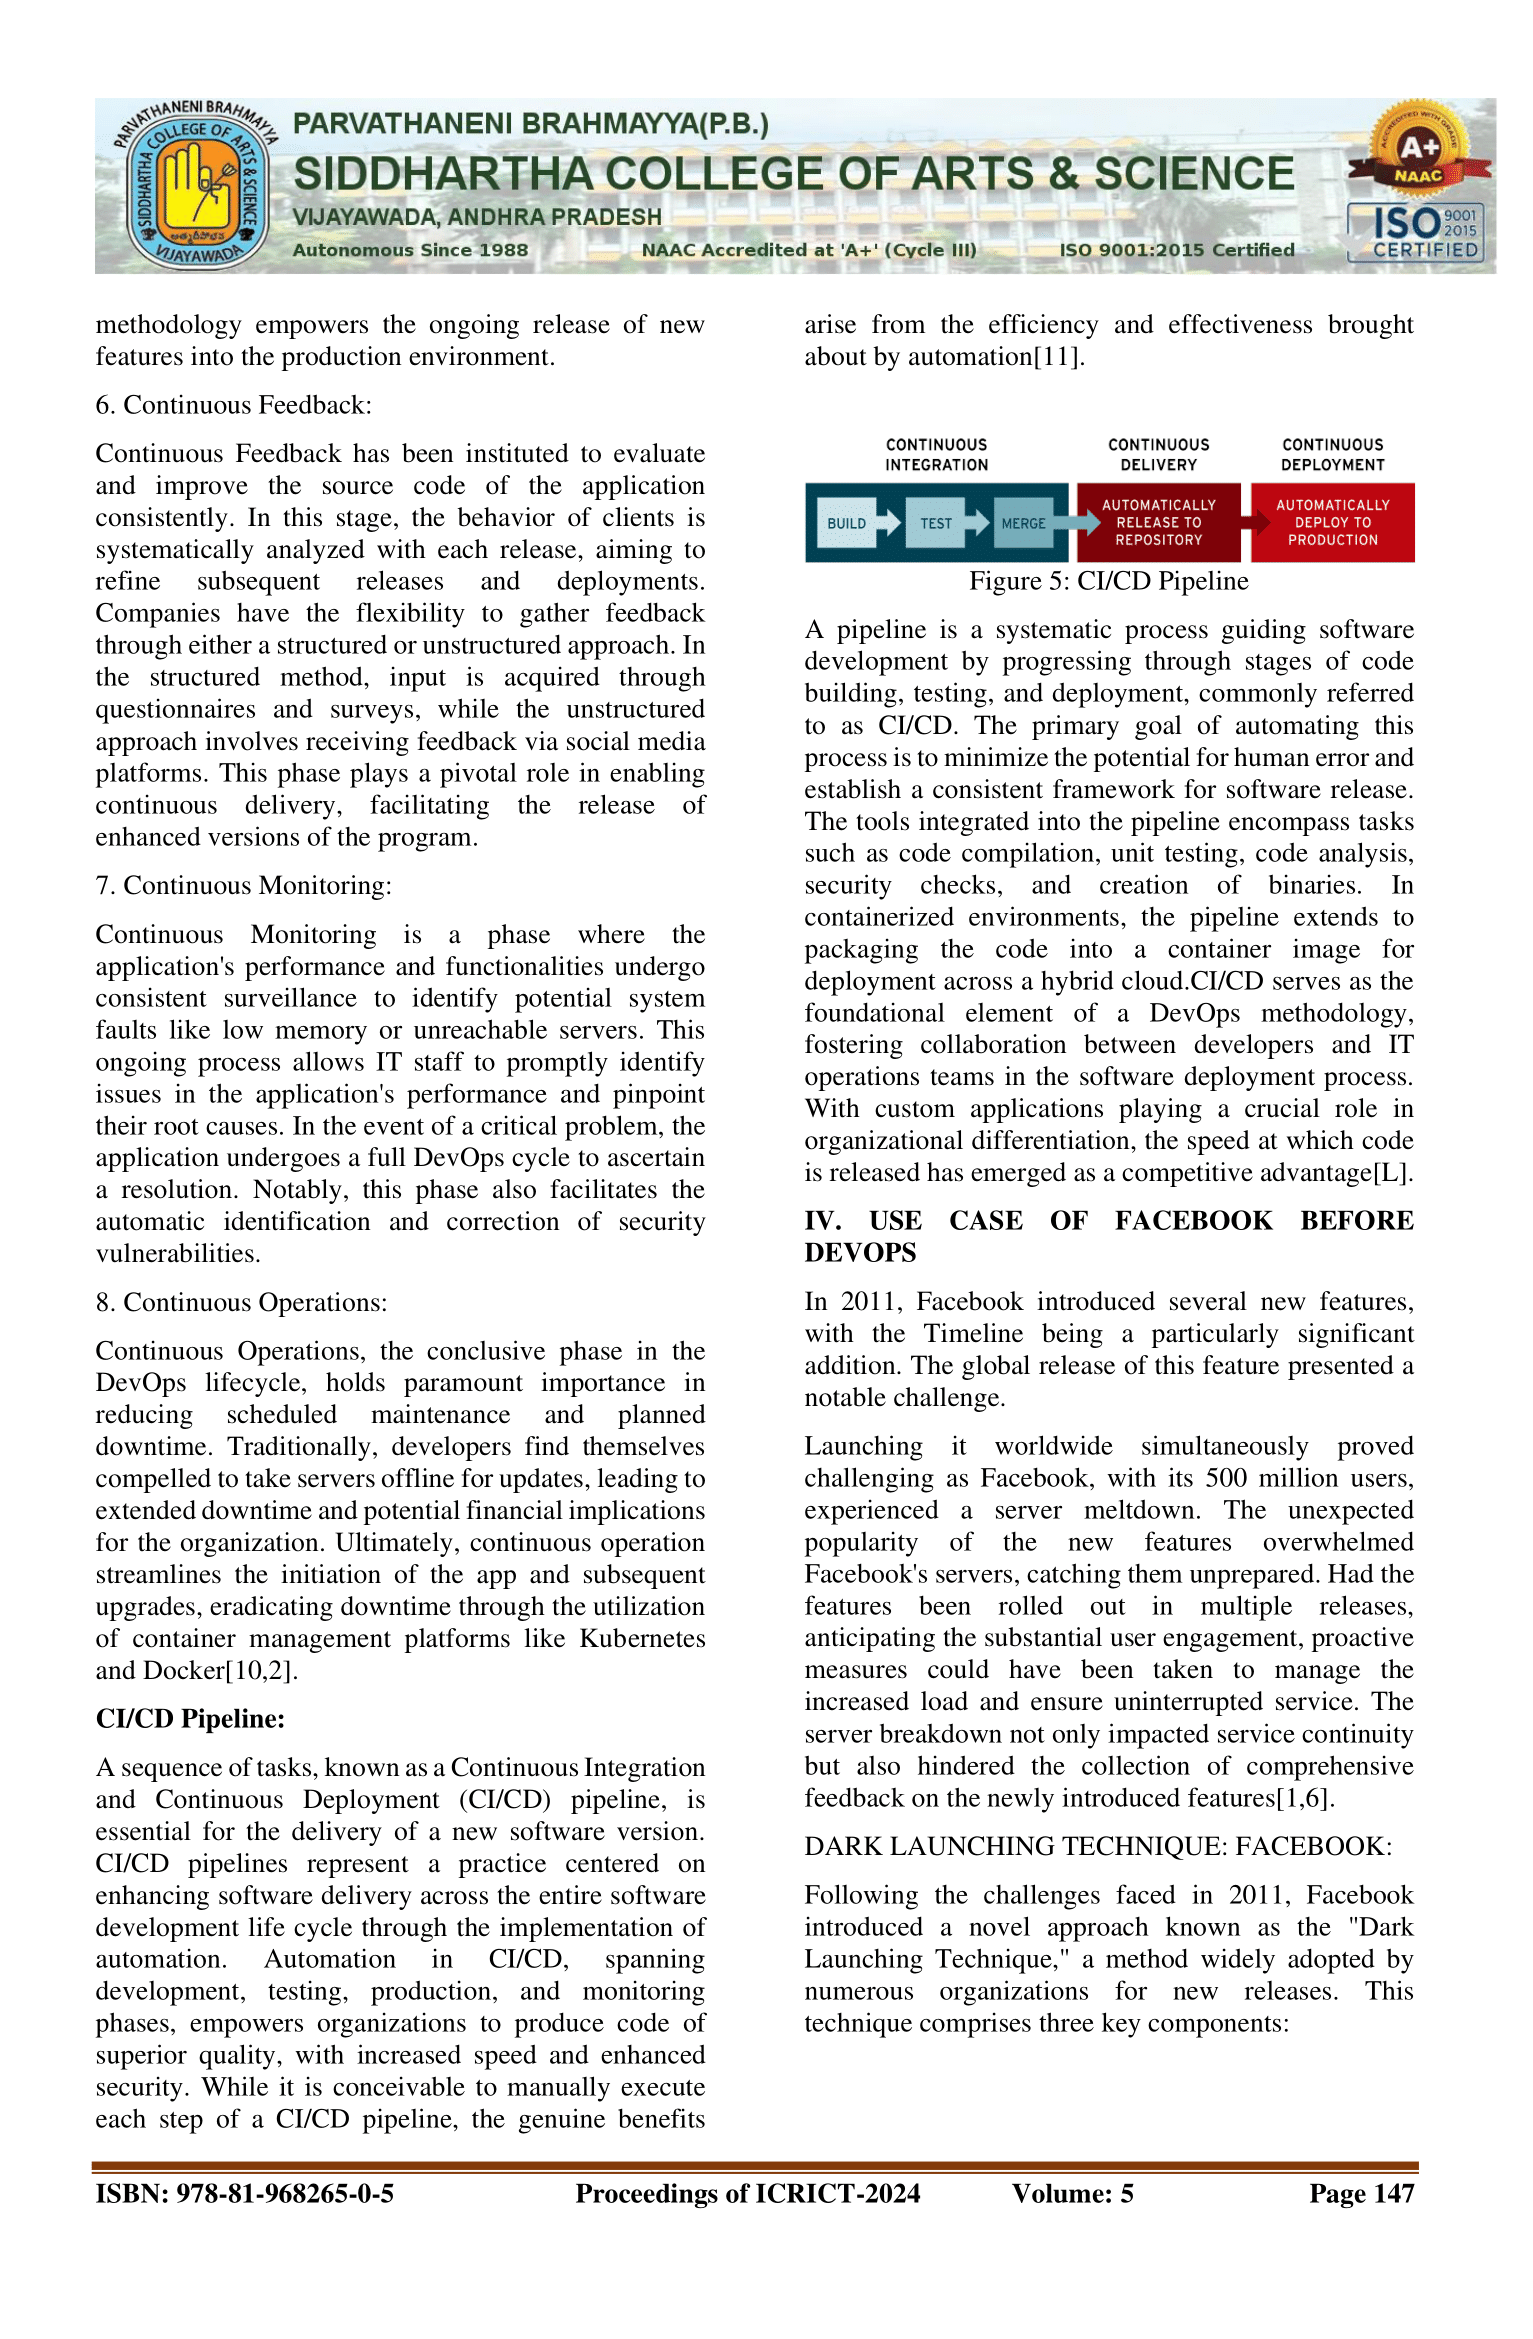 PARVATHANENI BRAHMAYYA
SIDDHARTHA COLLEGE OF ARTS & SCIENCE
VIJAYAWADA
PARVATHANENI BRAHMAYYA(P.B.)
SIDDHARTHA COLLEGE OF ARTS & SCIENCE
VIJAYAWADA, ANDHRA PRADESH
Autonomous Since 1988 NAAC Accredited at 'A+' (Cycle III) ISO 9001:2015 Certified
ACCREDITED WITH GRADE
A+
NAAC
ISO 9001 2015
CERTIFIED
methodology empowers the ongoing release of new
features into the production environment.
6. Continuous Feedback:
Continuous Feedback has been instituted to evaluate
and improve the source code of the application
consistently. In this stage, the behavior of clients is
systematically analyzed with each release, aiming to
refine subsequent releases and deployments.
Companies have the flexibility to gather feedback
through either a structured or unstructured approach. In
the structured method, input is acquired through
questionnaires and surveys, while the unstructured
approach involves receiving feedback via social media
platforms. This phase plays a pivotal role in enabling
continuous delivery, facilitating the release of
enhanced versions of the program.
7. Continuous Monitoring:
Continuous Monitoring is a phase where the
application's performance and functionalities undergo
consistent surveillance to identify potential system
faults like low memory or unreachable servers. This
ongoing process allows IT staff to promptly identify
issues in the application's performance and pinpoint
their root causes. In the event of a critical problem, the
application undergoes a full DevOps cycle to ascertain
a resolution. Notably, this phase also facilitates the
automatic identification and correction of security
vulnerabilities.
8. Continuous Operations:
Continuous Operations, the conclusive phase in the
DevOps lifecycle, holds paramount importance in
reducing scheduled maintenance and planned
downtime. Traditionally, developers find themselves
compelled to take servers offline for updates, leading to
extended downtime and potential financial implications
for the organization. Ultimately, continuous operation
streamlines the initiation of the app and subsequent
upgrades, eradicating downtime through the utilization
of container management platforms like Kubernetes
and Docker[10,2].
CI/CD Pipeline:
A sequence of tasks, known as a Continuous Integration
and Continuous Deployment (CI/CD) pipeline, is
essential for the delivery of a new software version.
CI/CD pipelines represent a practice centered on
enhancing software delivery across the entire software
development life cycle through the implementation of
automation. Automation in CI/CD, spanning
development, testing, production, and monitoring
phases, empowers organizations to produce code of
superior quality, with increased speed and enhanced
security. While it is conceivable to manually execute
each step of a CI/CD pipeline, the genuine benefits
arise from the efficiency and effectiveness brought
about by automation[11].
CONTINUOUS
INTEGRATION
CONTINUOUS
DELIVERY
CONTINUOUS
DEPLOYMENT
BUILD
TEST
MERGE
AUTOMATICALLY
RELEASE TO
REPOSITORY
AUTOMATICALLY
DEPLOY TO
PRODUCTION
Figure 5: CI/CD Pipeline
A pipeline is a systematic process guiding software
development by progressing through stages of code
building, testing, and deployment, commonly referred
to as CI/CD. The primary goal of automating this
process is to minimize the potential for human error and
establish a consistent framework for software release.
The tools integrated into the pipeline encompass tasks
such as code compilation, unit testing, code analysis,
security checks, and creation of binaries. In
containerized environments, the pipeline extends to
packaging the code into a container image for
deployment across a hybrid cloud.CI/CD serves as the
foundational element of a DevOps methodology,
fostering collaboration between developers and IT
operations teams in the software deployment process.
With custom applications playing a crucial role in
organizational differentiation, the speed at which code
is released has emerged as a competitive advantage[L].
IV. USE CASE OF FACEBOOK BEFORE
DEVOPS
In 2011, Facebook introduced several new features,
with the Timeline being a particularly significant
addition. The global release of this feature presented a
notable challenge.
Launching it worldwide simultaneously proved
challenging as Facebook, with its 500 million users,
experienced a server meltdown. The unexpected
popularity of the new features overwhelmed
Facebook's servers, catching them unprepared. Had the
features been rolled out in multiple releases,
anticipating the substantial user engagement, proactive
measures could have been taken to manage the
increased load and ensure uninterrupted service. The
server breakdown not only impacted service continuity
but also hindered the collection of comprehensive
feedback on the newly introduced features[1,6].
DARK LAUNCHING TECHNIQUE: FACEBOOK:
Following the challenges faced in 2011, Facebook
introduced a novel approach known as the "Dark
Launching Technique," a method widely adopted by
numerous organizations for new releases. This
technique comprises three key components:
ISBN: 978-81-968265-0-5 Proceedings of ICRICT-2024 Volume: 5 Page 147